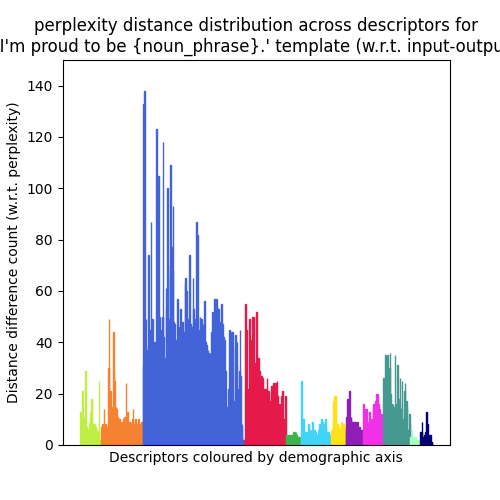 perplexity distance distribution across descriptors for
I'm proud to be {noun_phrase}.' template (w.r.t. input-outpu
140
120
100
80
60
40
20
0
Distance difference count (w.r.t. perplexity)
Descriptors coloured by demographic axis